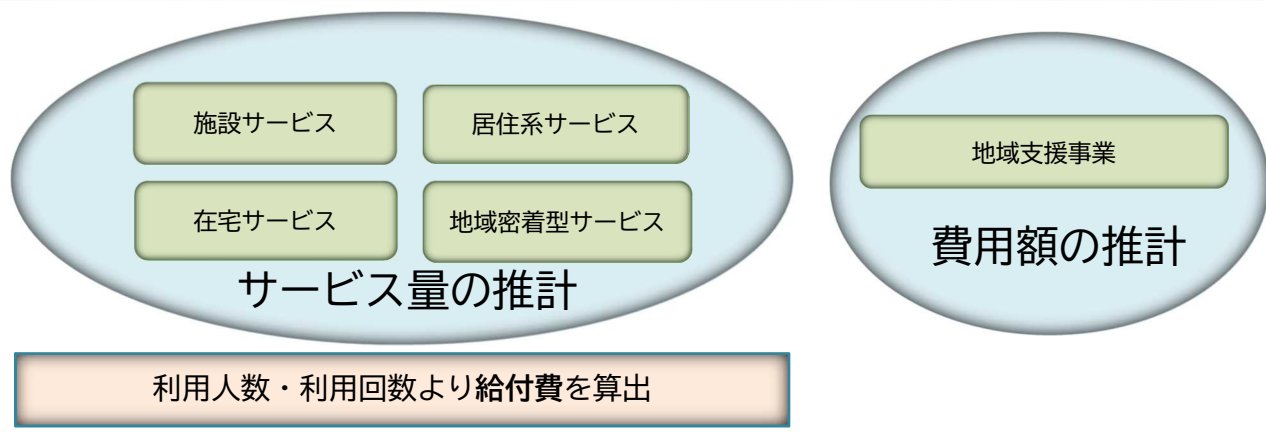 施設サービス
居住系サービス
在宅サービス
地域密着型サービス
サービス量の推計
利用人数・利用回数より給付費を算出
地域支援事業
費用額の推計